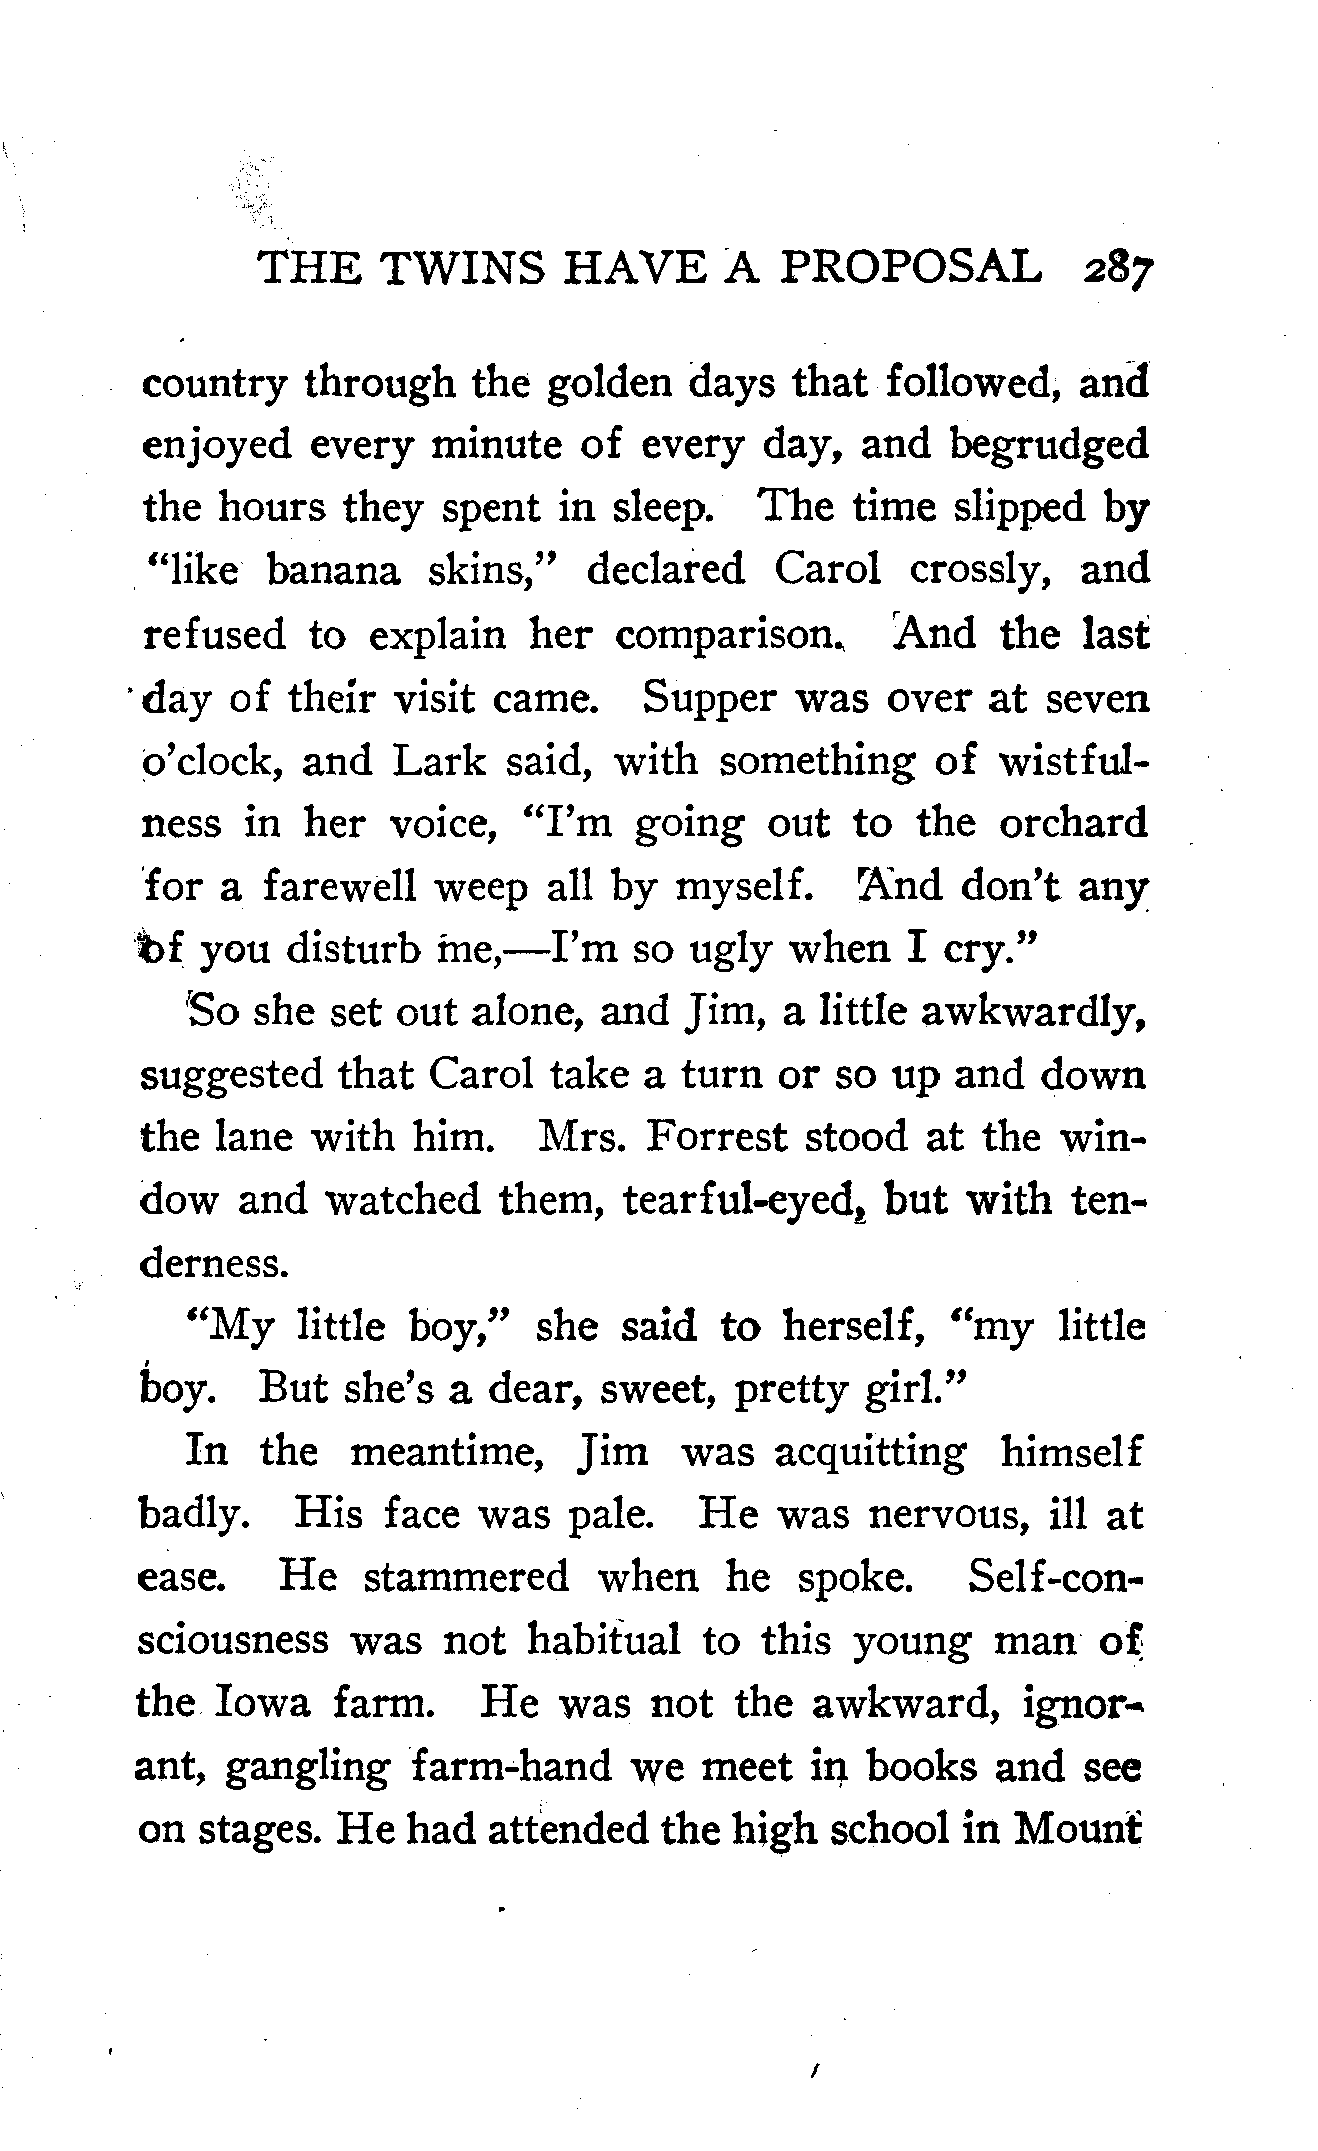 THE TWINS HAVE A PROPOSAL 287
country through the golden days that followed, and
enjoyed every minute of every day, and begrudged
the hours they spent in sleep. The time slipped by
"like banana skins," declared Carol crossly, and
refused to explain her comparison. And the last
day of their visit came. Supper was over at seven
o'clock, and Lark said, with something of wistful-
ness in her voice, "I'm going out to the orchard
for a farewell weep all by myself. And don't any
of you disturb me,—I'm so ugly when I cry."
So she set out alone, and Jim, a little awkwardly,
suggested that Carol take a turn or so up and down
the lane with him. Mrs. Forrest stood at the win-
dow and watched them, tearful-eyed, but with ten-
derness.
"My little boy," she said to herself, "my little
boy. But she's a dear, sweet, pretty girl."
In the meantime, Jim was acquitting himself
badly. His face was pale. He was nervous, ill at
ease. He stammered when he spoke. Self-con-
sciousness was not habitual to this young man of
the Iowa farm. He was not the awkward, ignor-
ant, gangling farm-hand we meet in books and see
on stages. He had attended the high school in Mount